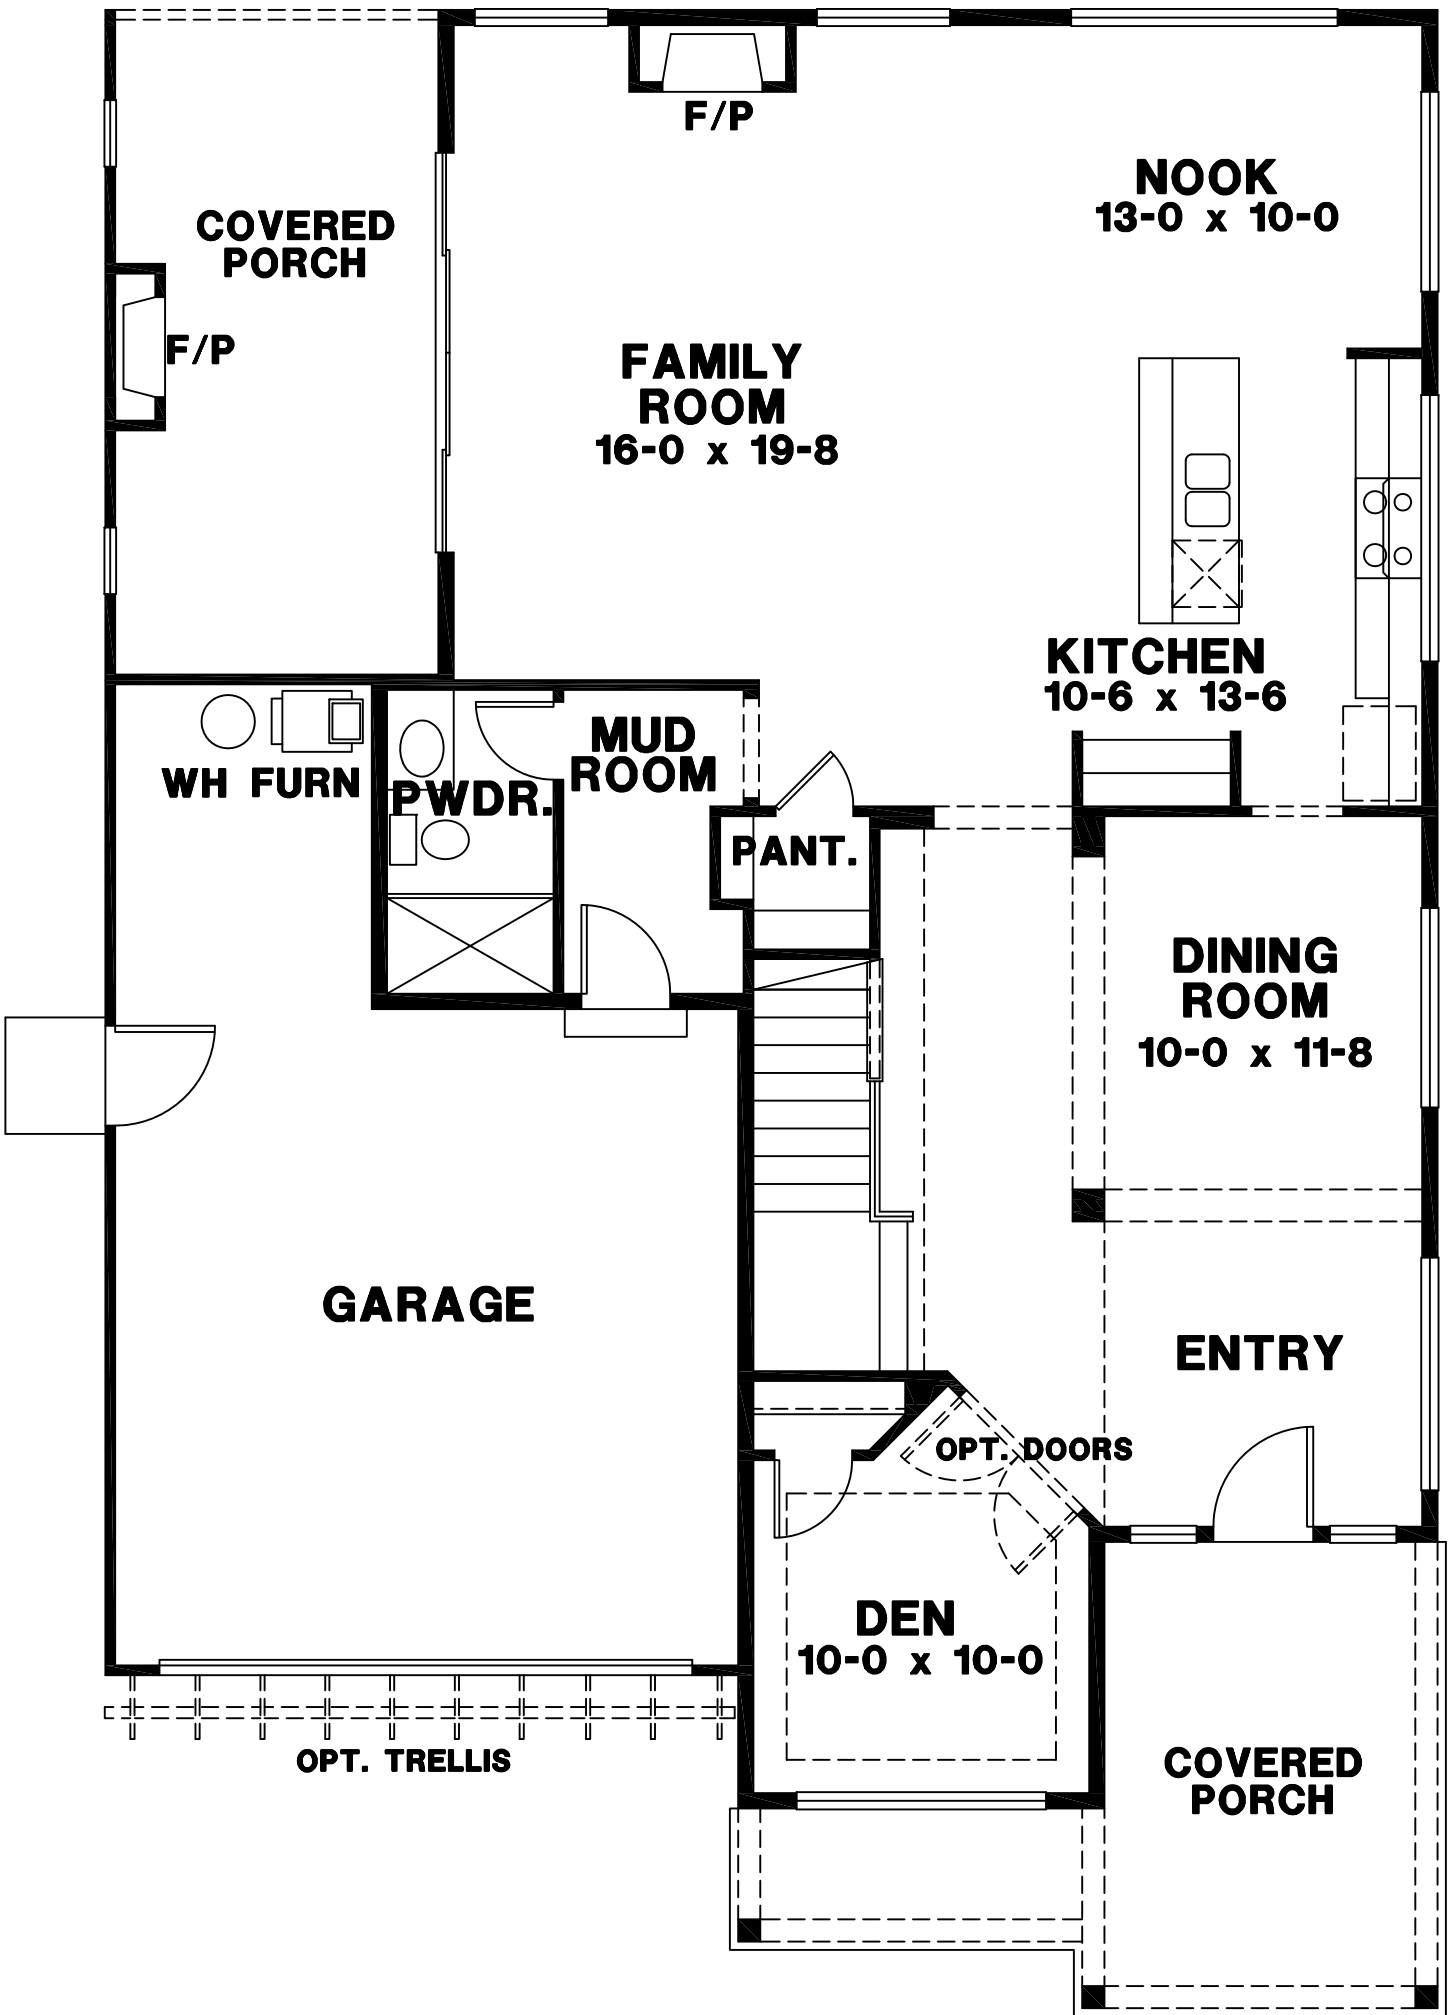 F/P
NOOK
13-0 x 10-0
COVERED
PORCH
F/P
FAMILY
ROOM
16-0 x 19-8
KITCHEN
10-6 x 13-6
MUD
ROOM
WH FURN
PWDR.
PANT.
DINING
ROOM
10-0 x 11-8
GARAGE
ENTRY
OPT. DOORS
DEN
10-0 x 10-0
OPT. TRELLIS
COVERED
PORCH